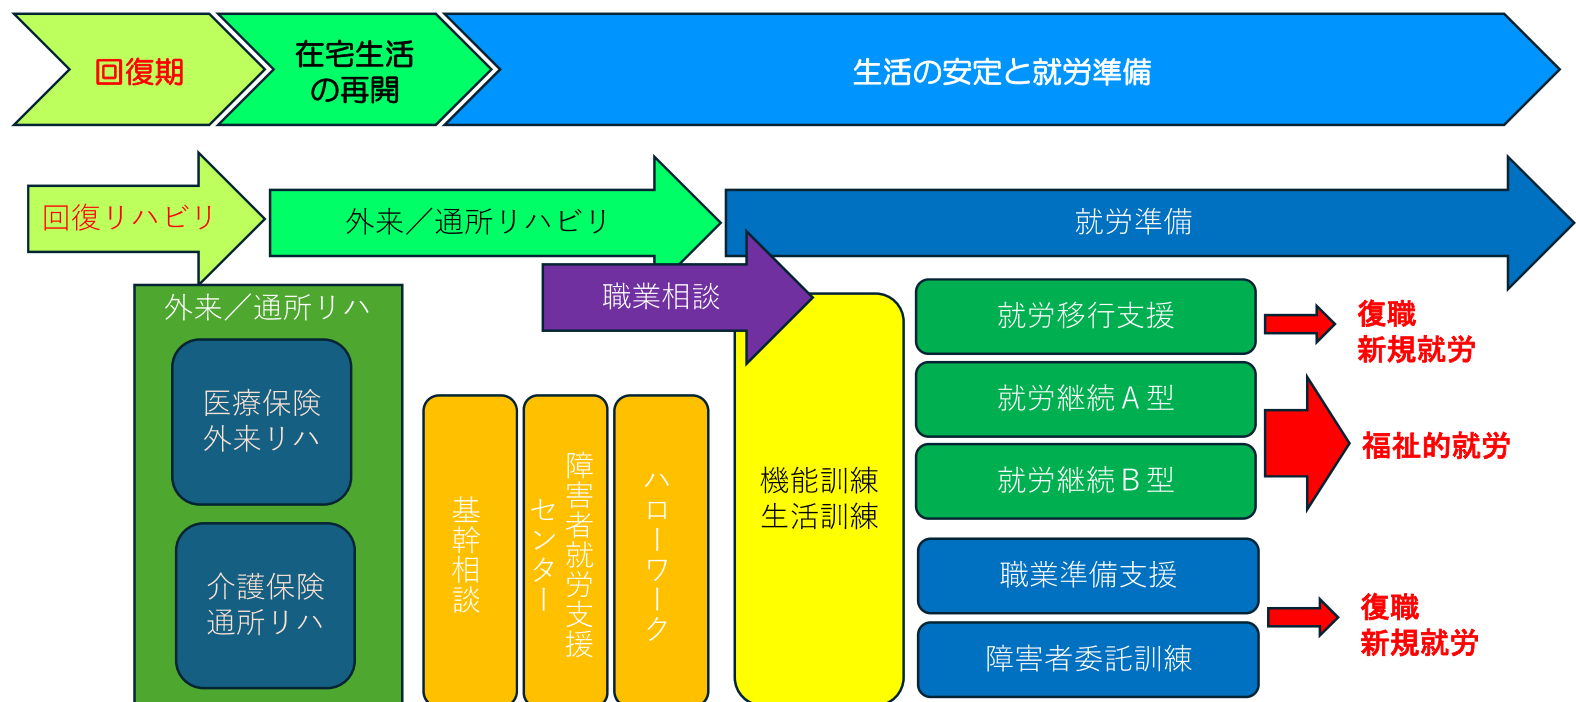 回復期
在宅生活
の再開
生活の安定と就労準備
回復リハビリ
外来／通所リハビリ
就労準備
職業相談
外来／通所リハ
医療保険
外来リハ
介護保険
通所リハ
基幹相談
障害者就労支援
センター
ハローワーク
機能訓練
生活訓練
就労移行支援
就労継続Ａ型
就労継続Ｂ型
職業準備支援
障害者委託訓練
復職
新規就労
福祉的就労
復職
新規就労